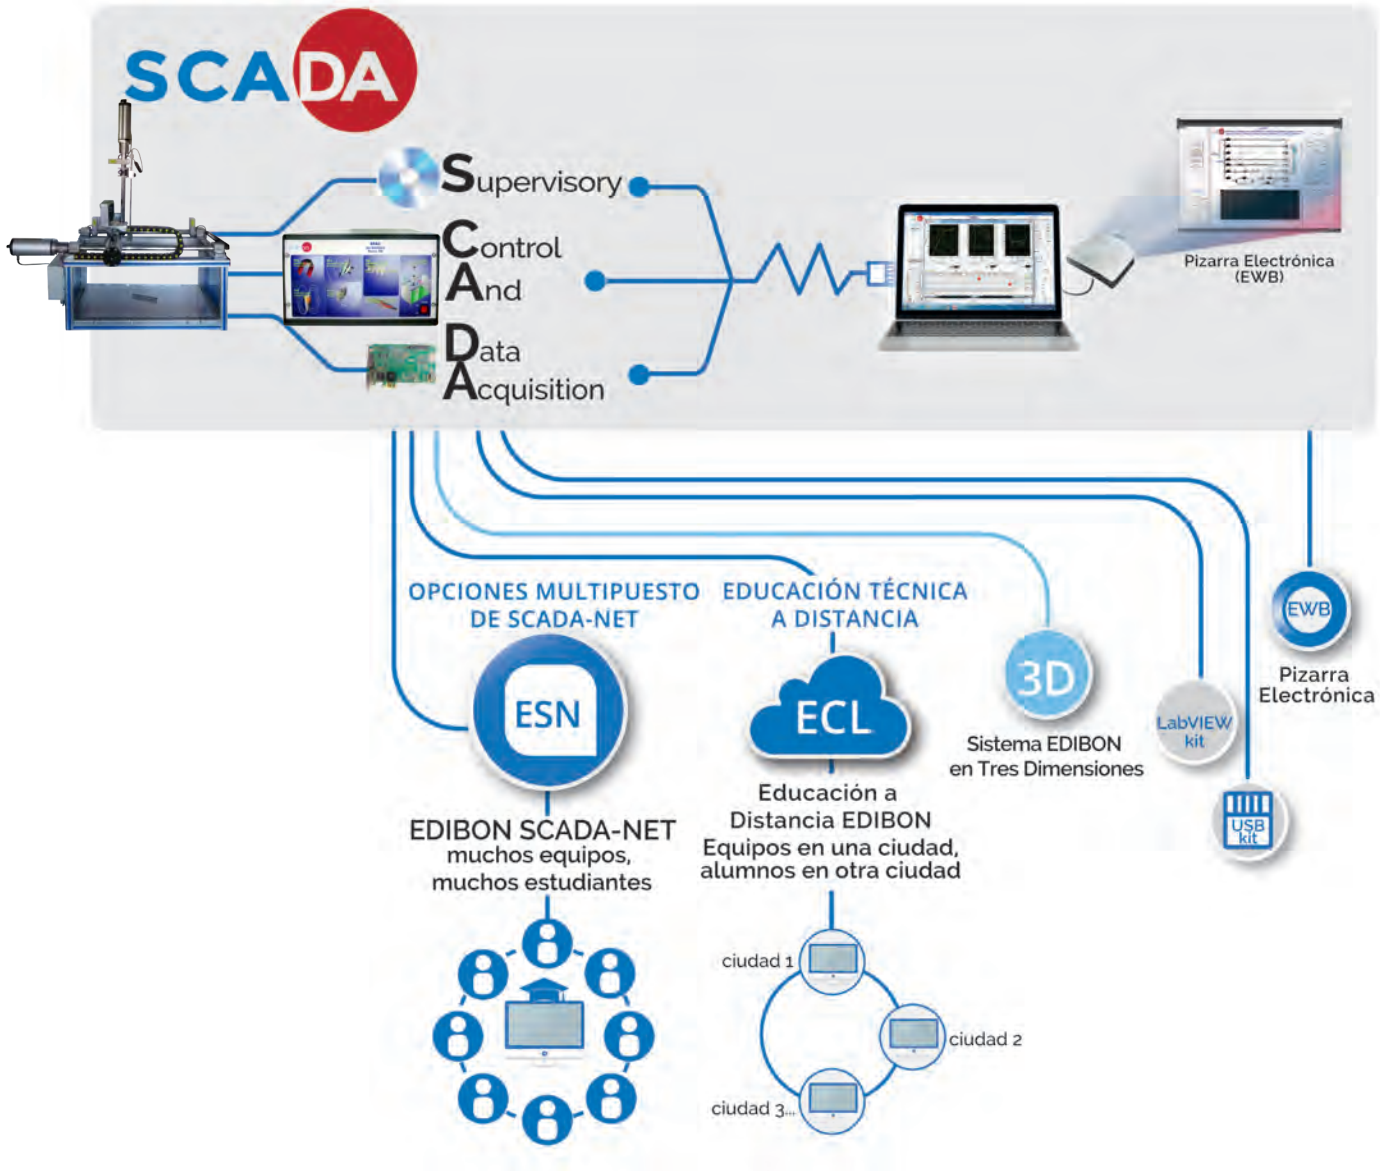 SCADA
Supervisory
Control
And
Data
Acquisition
Pizarra Electrónica
(EWB)
OPCIONES MULTIPUESTO
DE SCADA-NET
ESN
EDIBON SCADA-NET
muchos equipos,
muchos estudiantes
EDUCACIÓN TÉCNICA
A DISTANCIA
ECL
Educación a
Distancia EDIBON
Equipos en una ciudad,
alumnos en otra ciudad
ciudad 1
ciudad 2
ciudad 3...
3D
Sistema EDIBON
en Tres Dimensiones
LabVIEW
kit
USB
kit
EWB
Pizarra
Electrónica